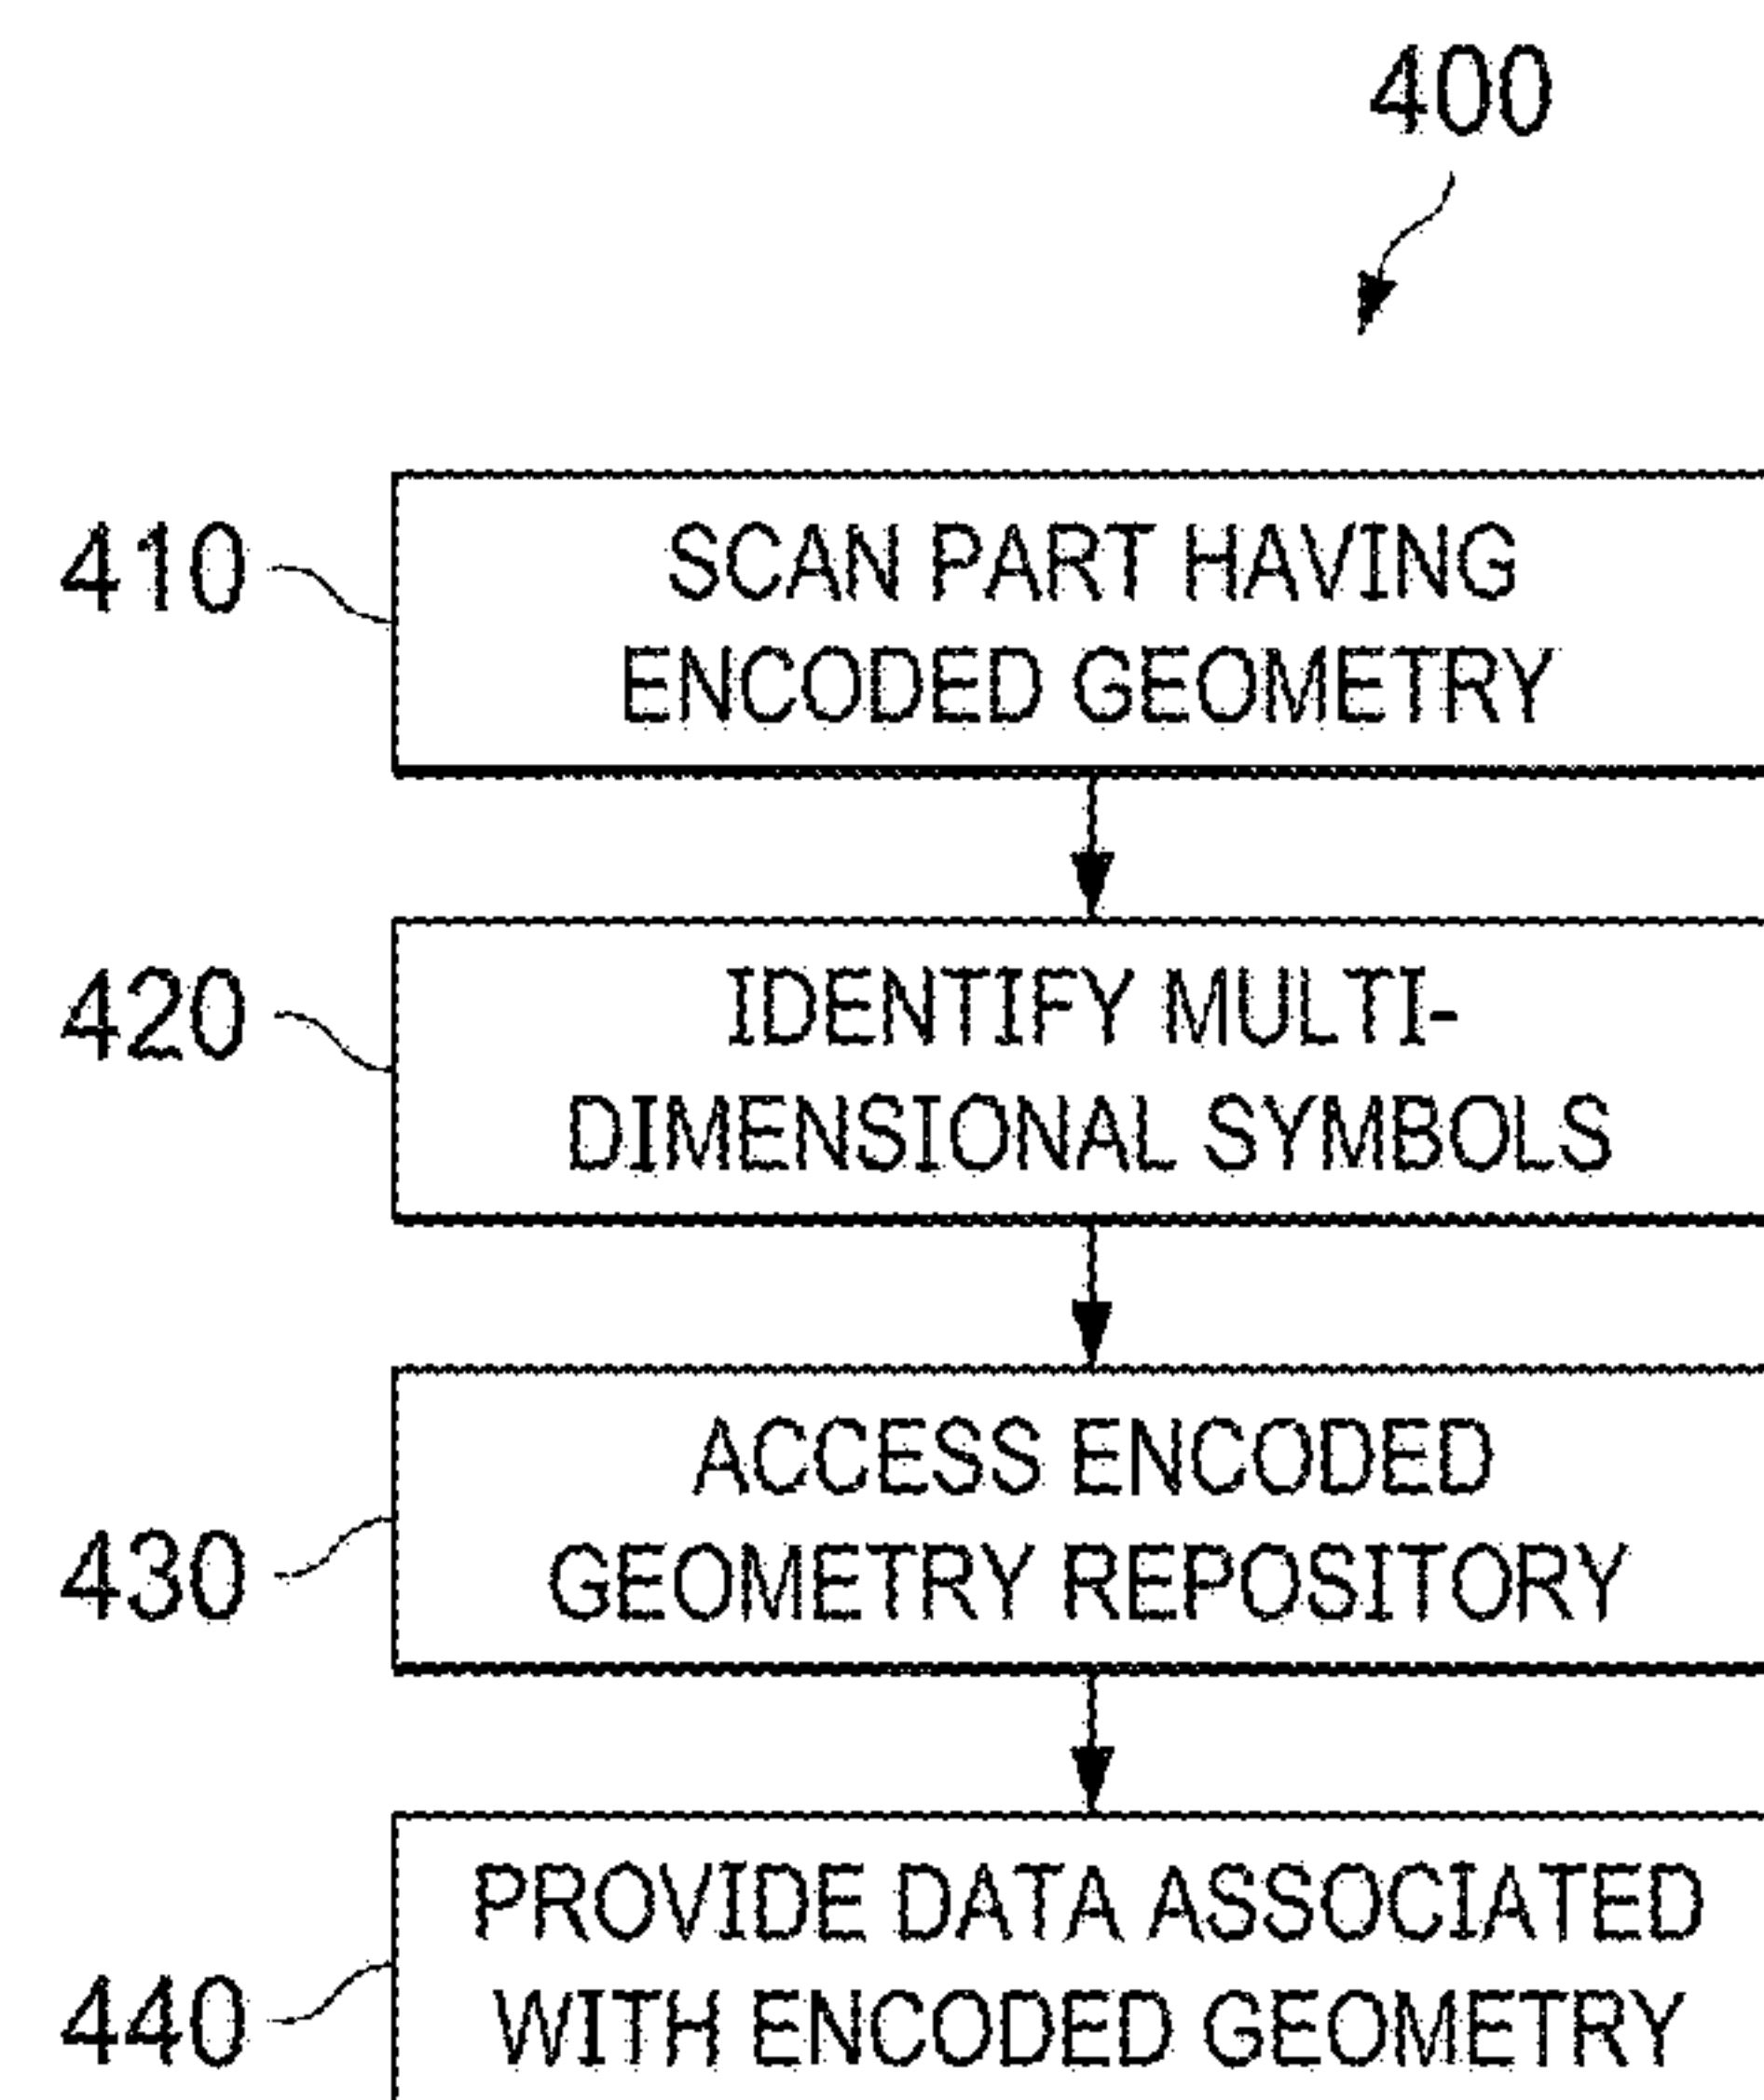 400
410
SCAN PART HAVING
ENCODED GEOMETRY
420
IDENTIFY MULTI-
DIMENSIONAL SYMBOLS
430
ACCESS ENCODED
GEOMETRY REPOSITORY
440
PROVIDE DATA ASSOCIATED
WITH ENCODED GEOMETRY